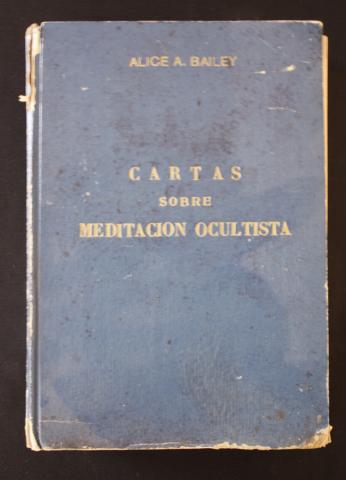 ALICE A. BAILEY
CARTAS
SOBRE
MEDITACION OCULTISTA